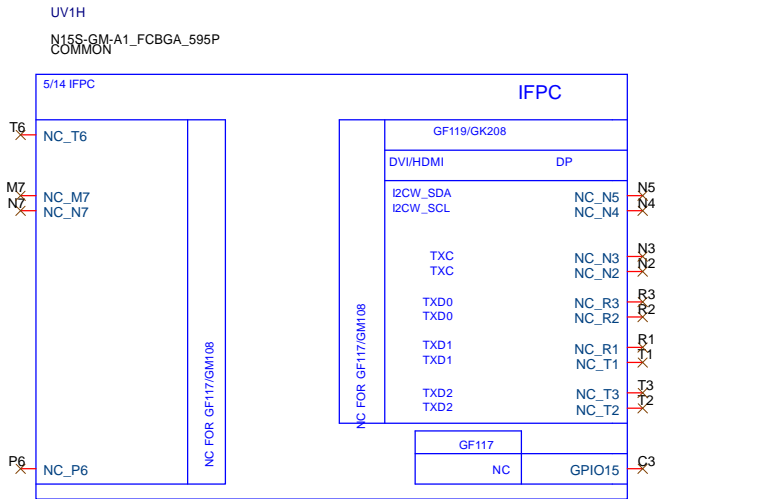 UV1H
N15S-GM-A1_FCBGA_595P
COMMON
5/14 IFPC
IFPC
GF119/GK208
DVI/HDMI DP
T6 NC_T6
M7 NC_M7
N7 NC_N7
P6 NC_P6
NC FOR GF117/GM108
NC FOR GF117/GM108
I2CW_SDA NC_N5 N5
I2CW_SCL NC_N4 N4
TXC NC_N3 N3
TXC NC_N2 N2
TXD0 NC_R3 R3
TXD0 NC_R2 R2
TXD1 NC_R1 R1
TXD1 NC_T1 T1
TXD2 NC_T3 T3
TXD2 NC_T2 T2
GF117
NC GPIO15 C3